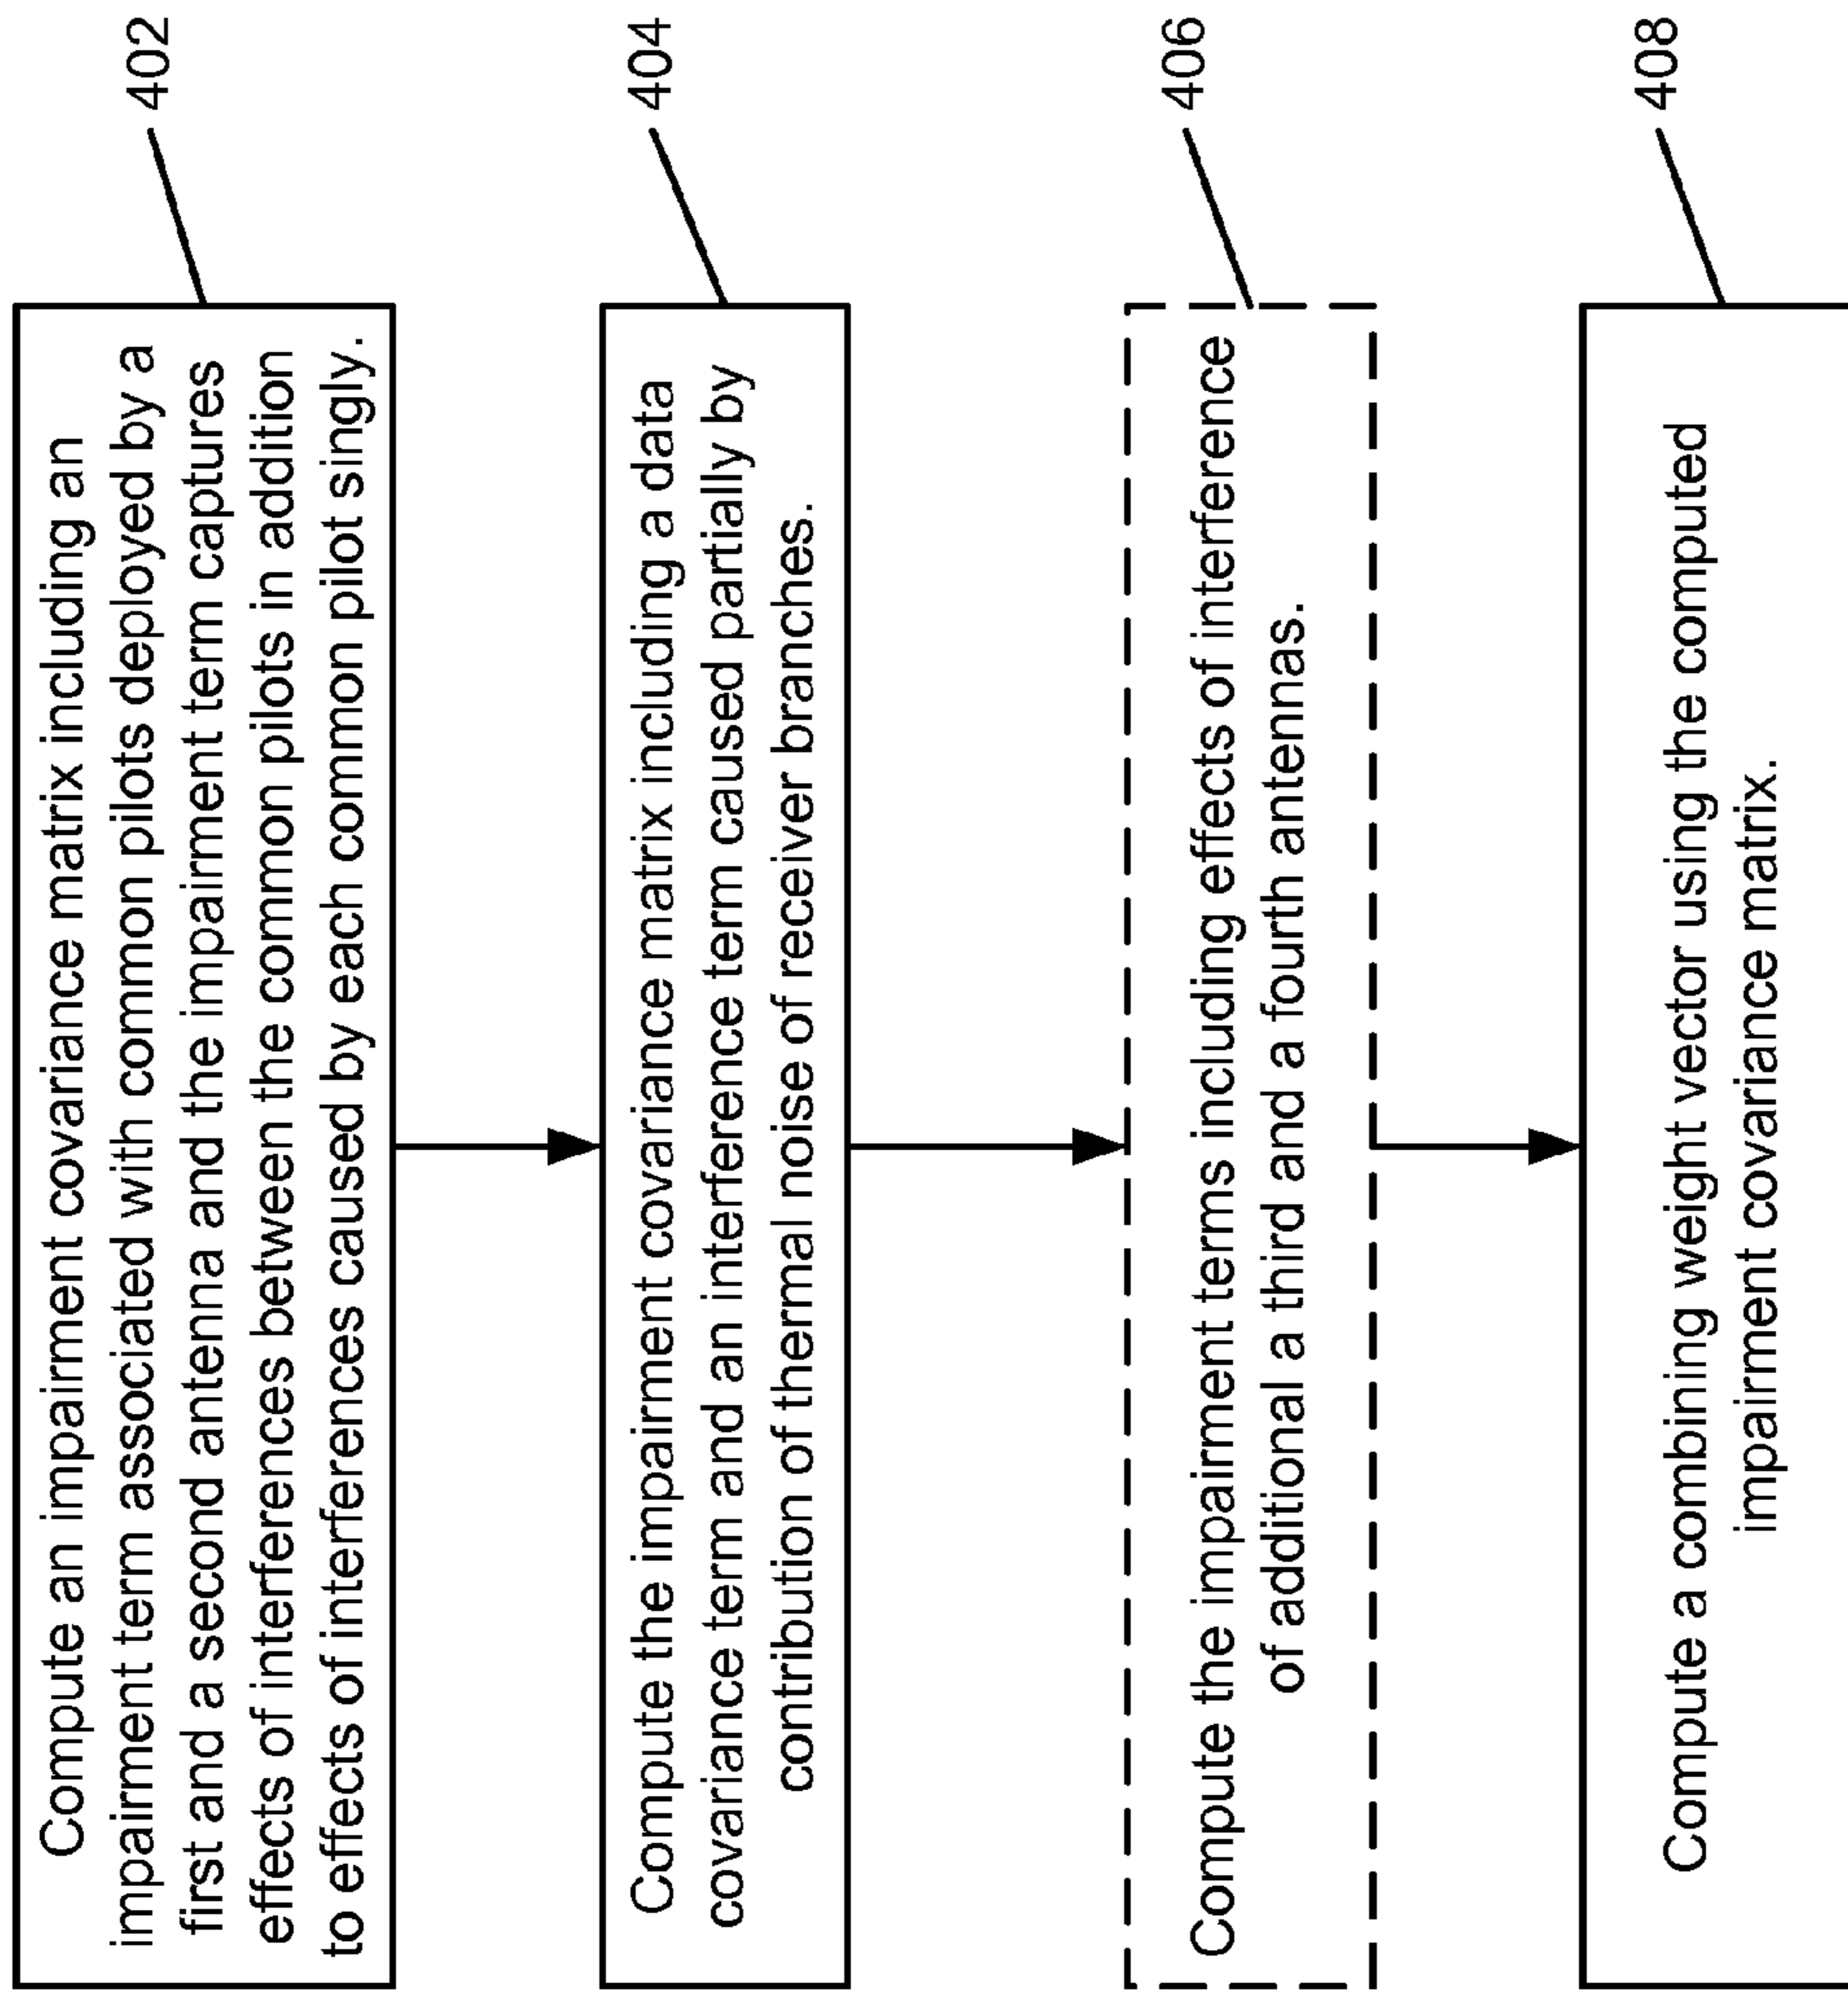 Compute an impairment covariance matrix including an
impairment term associated with common pilots deployed by a
first and a second antenna and the impairment term captures
effects of interferences between the common pilots in addition
to effects of interferences caused by each common pilot singly.
402
Compute the impairment covariance matrix including a data
covariance term and an interference term caused partially by
contribution of thermal noise of receiver branches.
404
Compute the impairment terms including effects of interference
of additional a third and a fourth antennas.
406
Compute a combining weight vector using the computed
impairment covariance matrix.
408